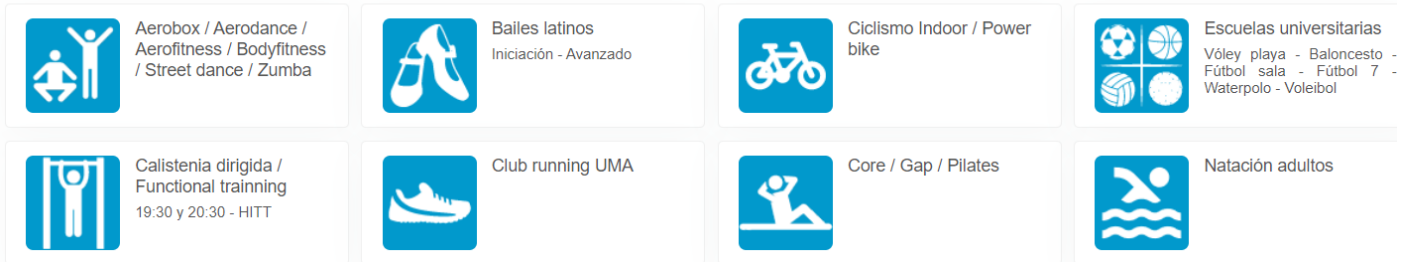 Aerobox / Aerodance /
Aerofitness / Bodyfitness
/ Street dance / Zumba
Bailes latinos
Iniciación - Avanzado
Ciclismo Indoor / Power
bike
Escuelas universitarias
Vóley playa - Baloncesto -
Fútbol sala - Fútbol 7 -
Waterpolo - Voleibol
Calistenia dirigida /
Functional trainning
19:30 y 20:30 - HITT
Club running UMA
Core / Gap / Pilates
Natación adultos